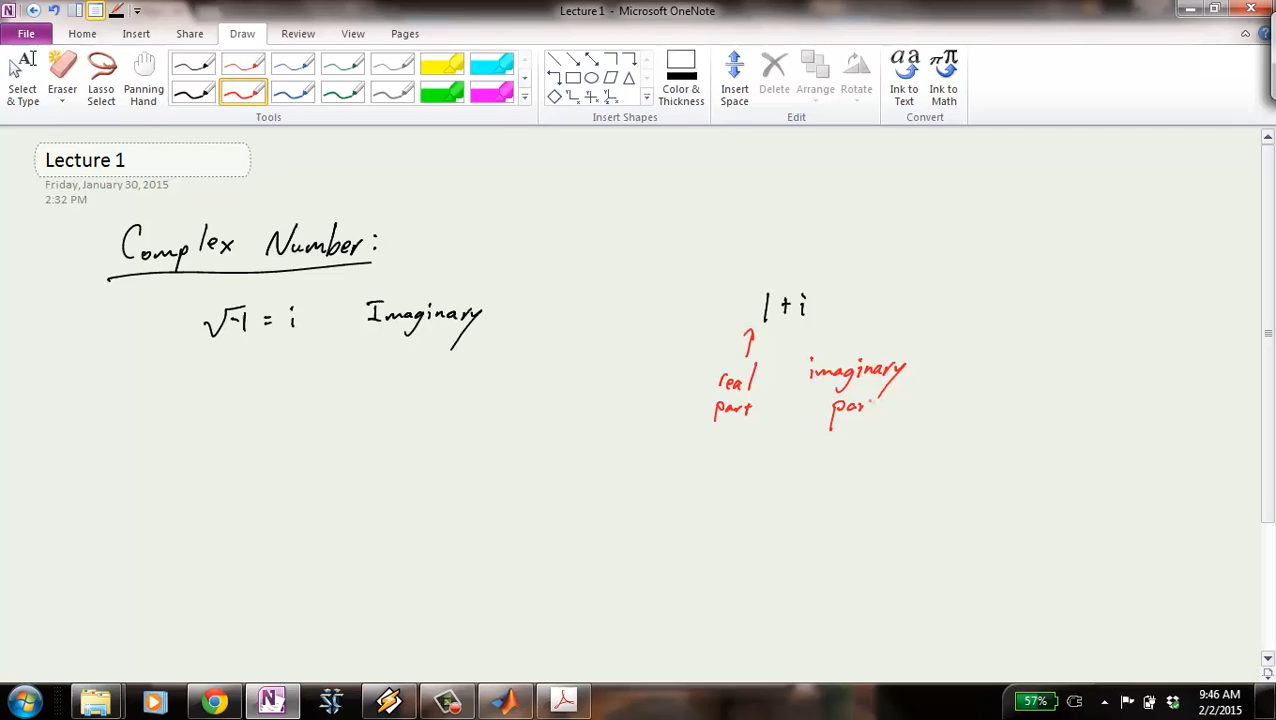 Lecture1 - Microsoft OneNote
File Home Insert Share Draw Review View Pages
Select & Type Eraser Lasso Select Panning Hand Color & Thickness Insert Space Delete Arrange Rotate Ink to Text Ink to Math
Tools Insert Shapes Edit Convert
Lecture 1
Friday, January 30, 2015
2:32 PM
Complex Number:
√-1 = i Imaginary
1 + i
real part
imaginary par
57%
9:46 AM
2/2/2015